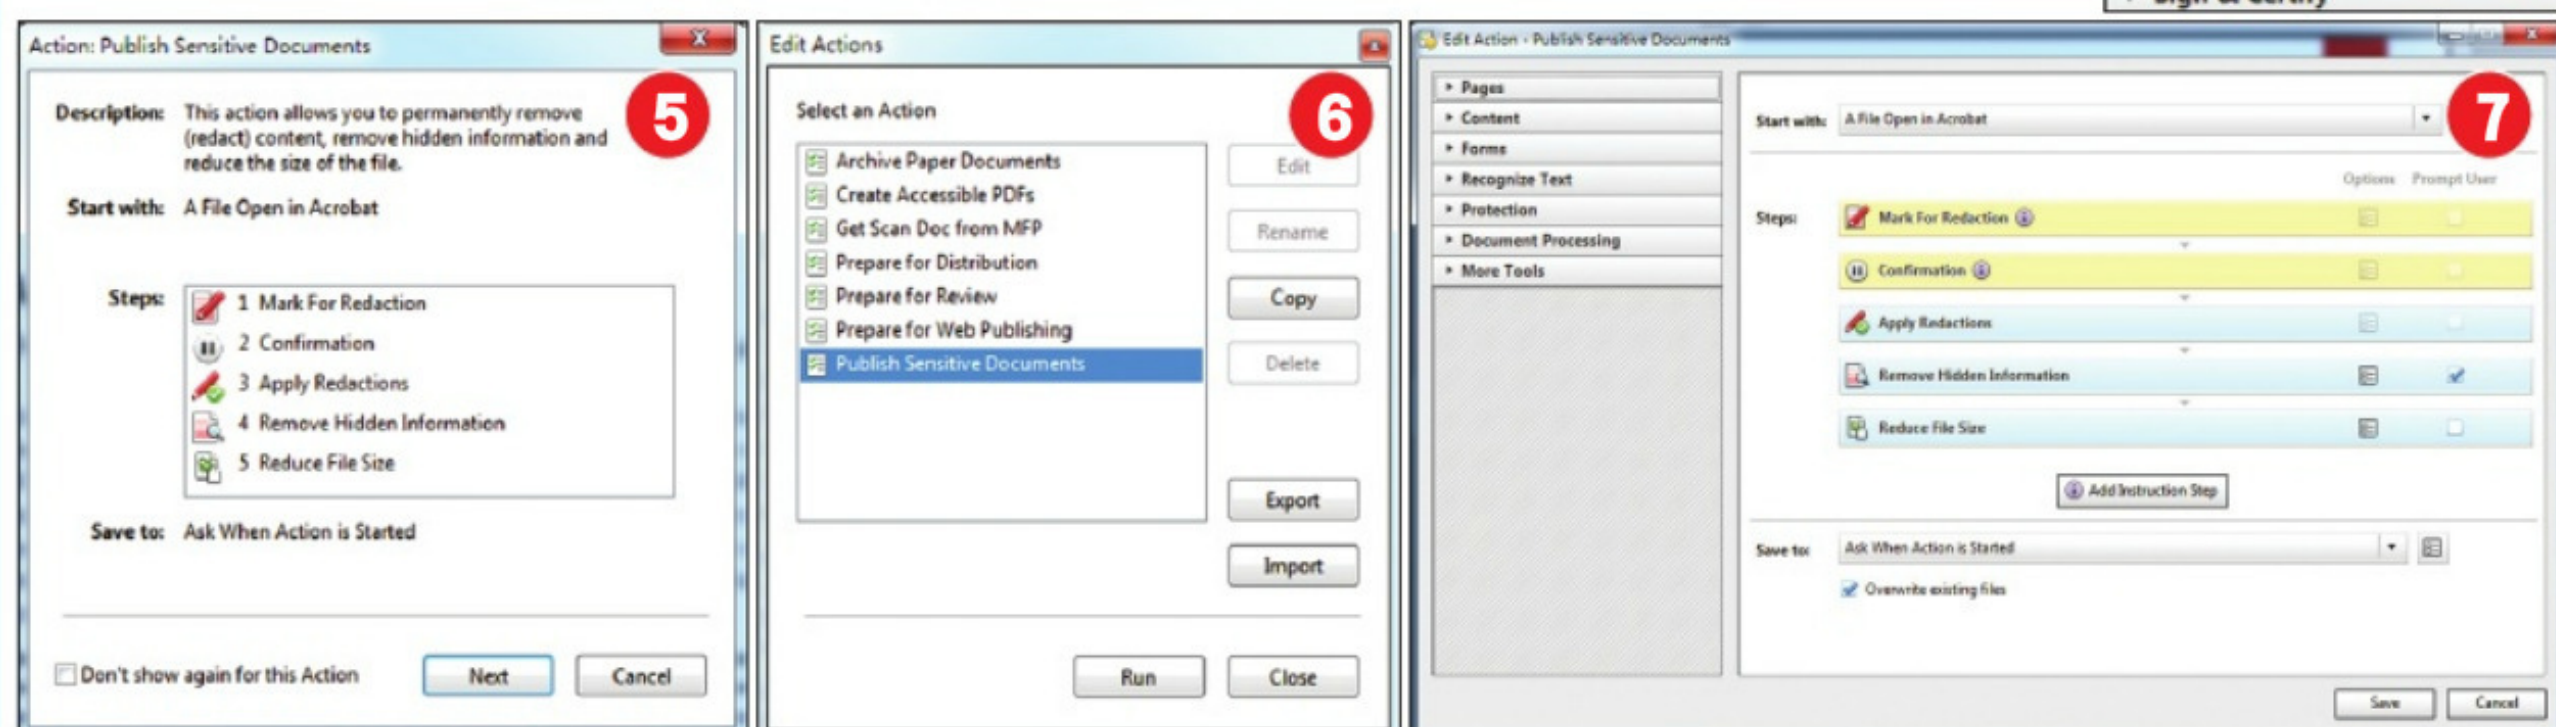 Sign & Certify
Action: Publish Sensitive Documents
5
Description: This action allows you to permanently remove
(redact) content, remove hidden information and
reduce the size of the file.
Start with: A File Open in Acrobat
Steps:
1 Mark For Redaction
2 Confirmation
3 Apply Redactions
4 Remove Hidden Information
5 Reduce File Size
Save to: Ask When Action is Started
Don't show again for this Action
Next
Cancel
Edit Actions
6
Select an Action
Archive Paper Documents
Create Accessible PDFs
Get Scan Doc from MFP
Prepare for Distribution
Prepare for Review
Prepare for Web Publishing
Publish Sensitive Documents
Edit
Rename
Copy
Delete
Export
Import
Run
Close
Edit Action - Publish Sensitive Documents
7
Pages
Content
Forms
Recognize Text
Protection
Document Processing
More Tools
Start with: A File Open in Acrobat
Options Prompt User
Steps:
Mark For Redaction
Confirmation
Apply Redactions
Remove Hidden Information
Reduce File Size
Add Instruction Step
Save to: Ask When Action is Started
Overwrite existing files
Save
Cancel